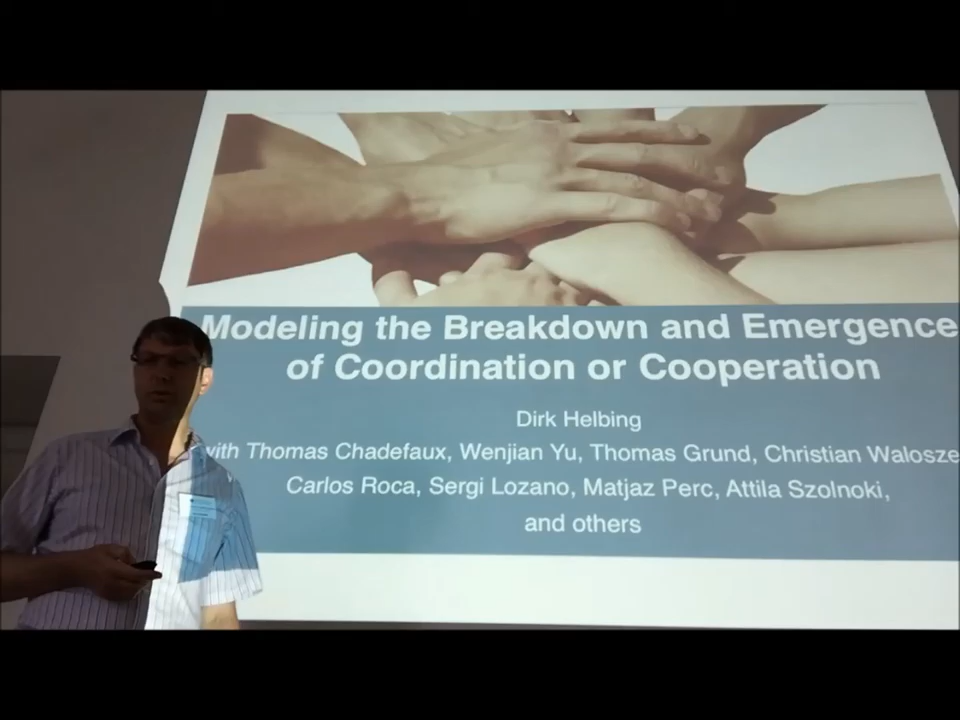 Modeling the Breakdown and Emergence
of Coordination or Cooperation
Dirk Helbing
with Thomas Chadefaux, Wenjian Yu, Thomas Grund, Christian Walosze
Carlos Roca, Sergi Lozano, Matjaz Perc, Attila Szolnoki,
and others